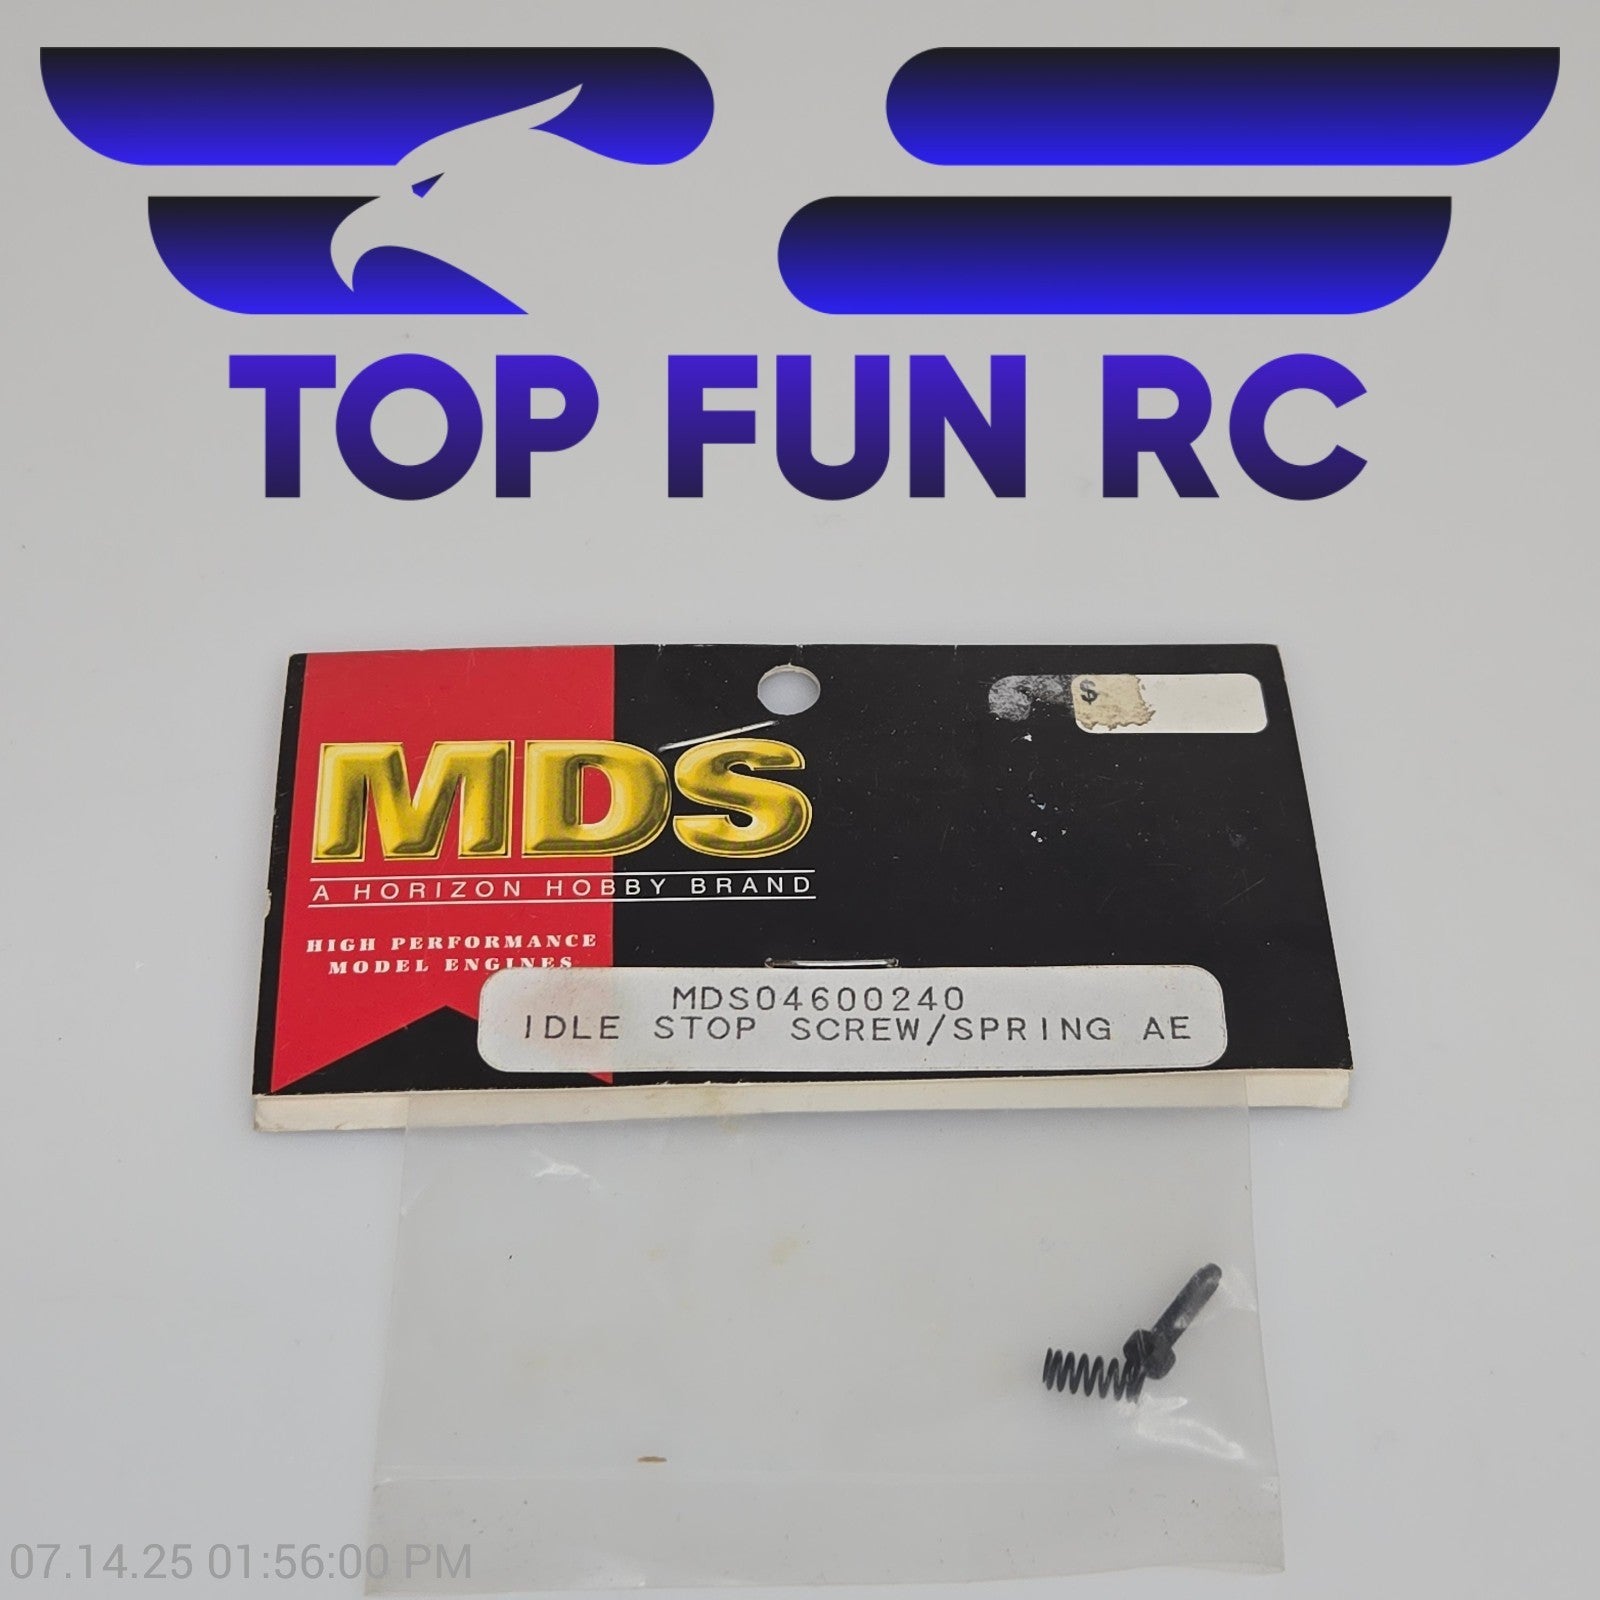 TOP FUN RC
$
MDS
A HORIZON HOBBY BRAND
HIGH PERFORMANCE
MODEL ENGINES
MDS04600240
IDLE STOP SCREW/SPRING AE
07.14.25 01:56:00 PM